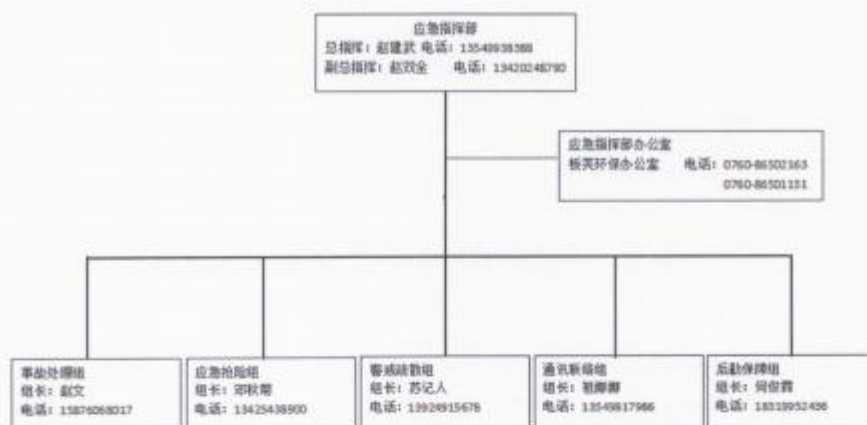 应急指挥部
总指挥：赵建武 电话：13549938388
副总指挥：赵双全 电话：13420248790
应急指挥部办公室
板芙环保办公室 电话：0760-86502163
0760-86501151
事故处理组
组长：赵文
电话：15876068017
应急抢险组
组长：邓秋常
电话：13425438900
警戒疏散组
组长：苏记人
电话：13924915678
通讯联络组
组长：
电话：13549817986
后勤保障组
组长：何俊霞
电话：18319952436